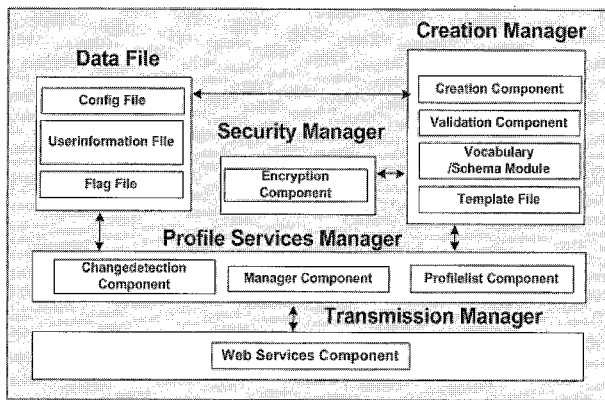 Creation Manager
Data File
Config File
Userinformation File
Flag File
Creation Component
Validation Component
Vocabulary
/Schema Module
Template File
Security Manager
Encryption
Component
Profile Services Manager
Changedetection
Component
Manager Component
Profilelist Component
Transmission Manager
Web Services Component